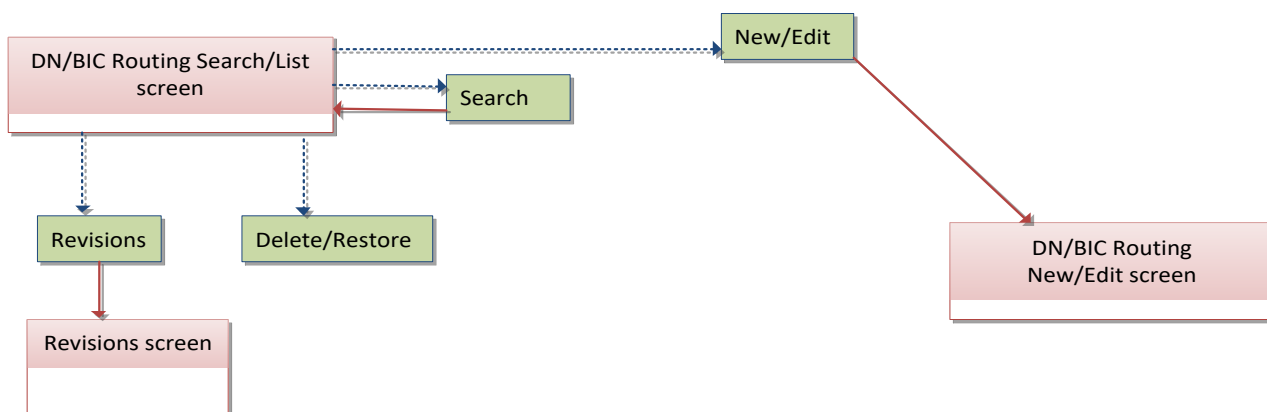 New/Edit
DN/BIC Routing Search/List
screen
Search
Revisions
Delete/Restore
DN/BIC Routing
New/Edit screen
Revisions screen